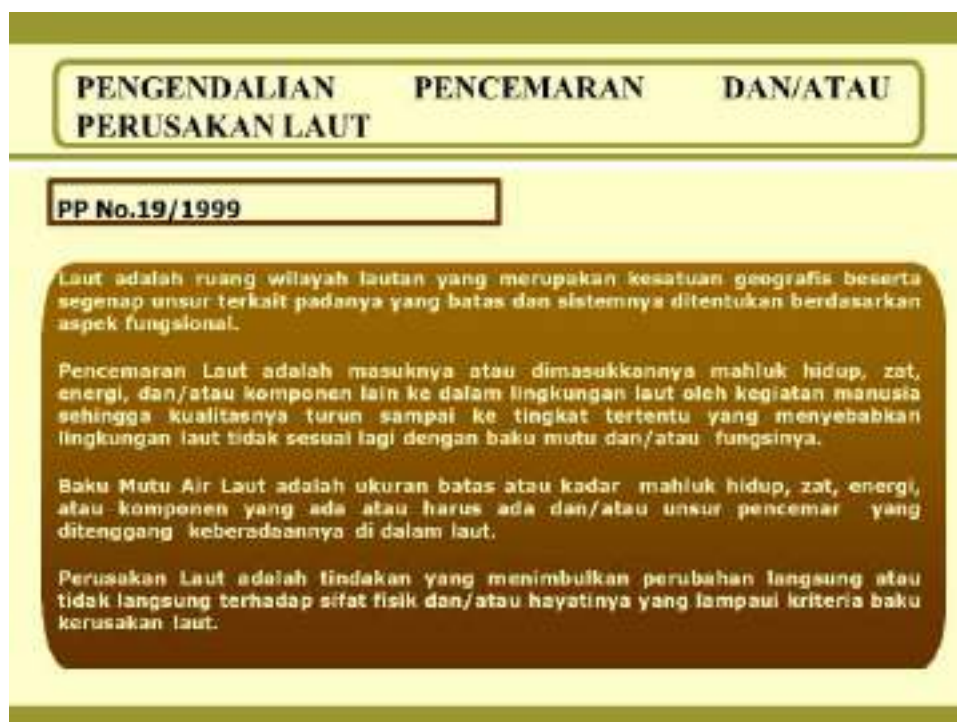 PENGENDALIAN PENCEMARAN DAN/ATAU
PERUSAKAN LAUT
PP No.19/1999
Laut adalah ruang wilayah lautan yang merupakan kesatuan geografis beserta
segenap unsur terkait padanya yang batas dan sistemnya ditentukan berdasarkan
aspek fungsional.
Pencemaran Laut adalah masuknya atau dimasukkannya mahluk hidup, zat,
energi, dan/atau komponen lain ke dalam lingkungan laut oleh kegiatan manusia
sehingga kualitasnya turun sampai ke tingkat tertentu yang menyebabkan
lingkungan laut tidak sesuai lagi dengan baku mutu dan/atau fungsinya.
Baku Mutu Air Laut adalah ukuran batas atau kadar mahluk hidup, zat, energi,
atau komponen yang ada atau harus ada dan/atau unsur pencemar yang
ditenggang keberadaannya di dalam laut.
Perusakan Laut adalah tindakan yang menimbulkan perubahan langsung atau
tidak langsung terhadap sifat fisik dan/atau hayatinya yang lampaui kriteria baku
kerusakan laut.